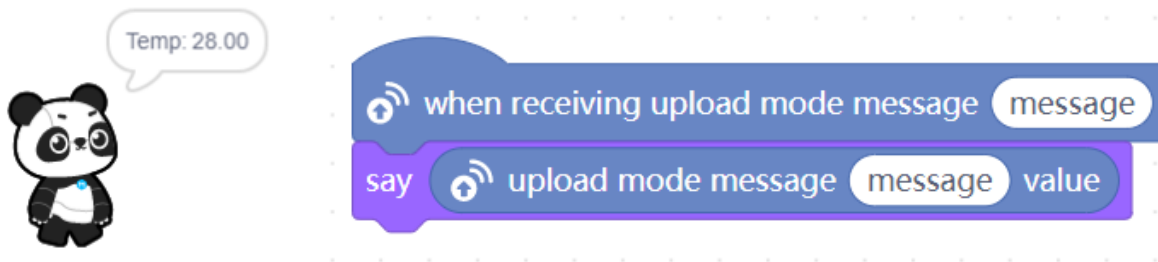 Temp: 28.00
when receiving upload mode message message
say upload mode message message value